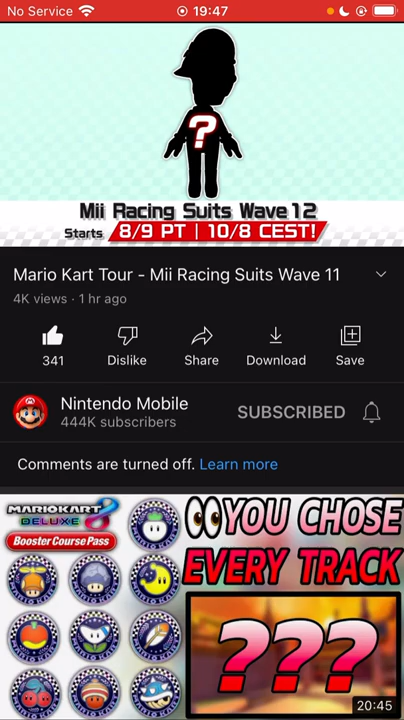 No Service 19:47
?
Mii Racing Suits Wave 12
Starts 8/9 PT | 10/8 CEST!
Mario Kart Tour - Mii Racing Suits Wave 11
4K views · 1 hr ago
341 Dislike Share Download Save
Nintendo Mobile
444K subscribers
SUBSCRIBED
Comments are turned off. Learn more
MARIOKART 8
DELUXE
Booster Course Pass
YOU CHOSE
EVERY TRACK
???
20:45